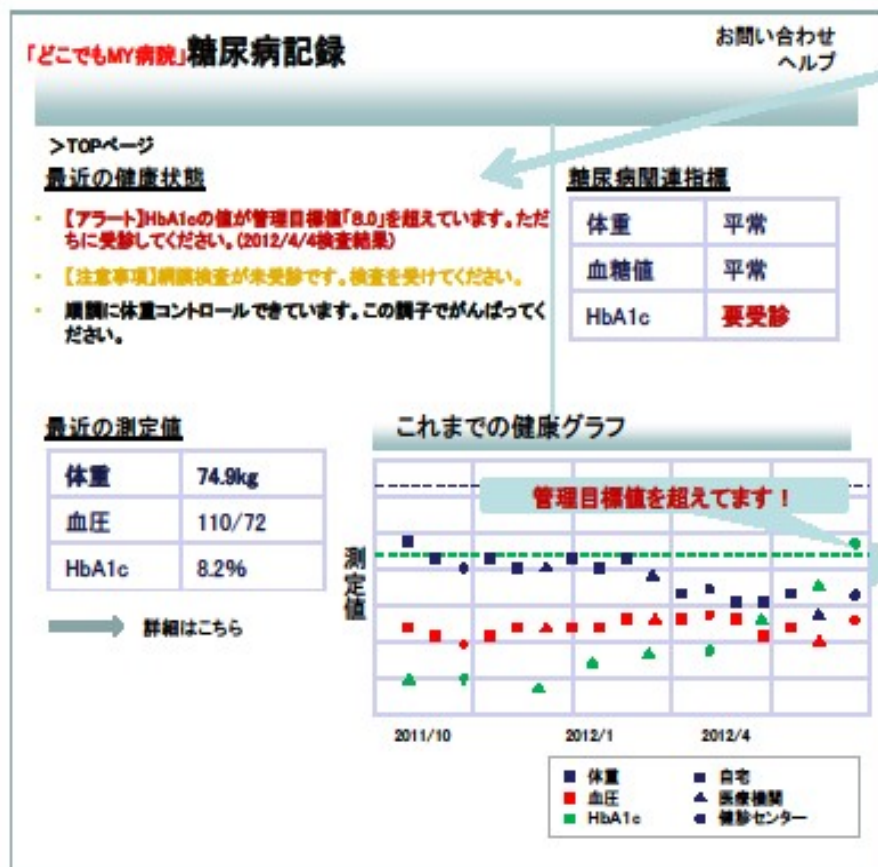 「どこでもMY病院」糖尿病記録
お問い合わせ
ヘルプ
＞TOPページ
最近の健康状態
・【アラート】HbA1cの値が管理目標値「8.0」を超えています。ただ
ちに受診してください。(2012/4/4検査結果)
・【注意事項】網膜検査が未受診です。検査を受けてください。
・順調に体重コントロールできています。この調子でがんばってく
ださい。
糖尿病関連指標
体重 平常
血糖値 平常
HbA1c 要受診
最近の測定値
体重 74.9kg
血圧 110/72
HbA1c 8.2%
詳細はこちら
これまでの健康グラフ
管理目標値を超えてます！
測定値
2011/10 2012/1 2012/4
体重 自宅
血圧 医療機関
HbA1c 健診センター